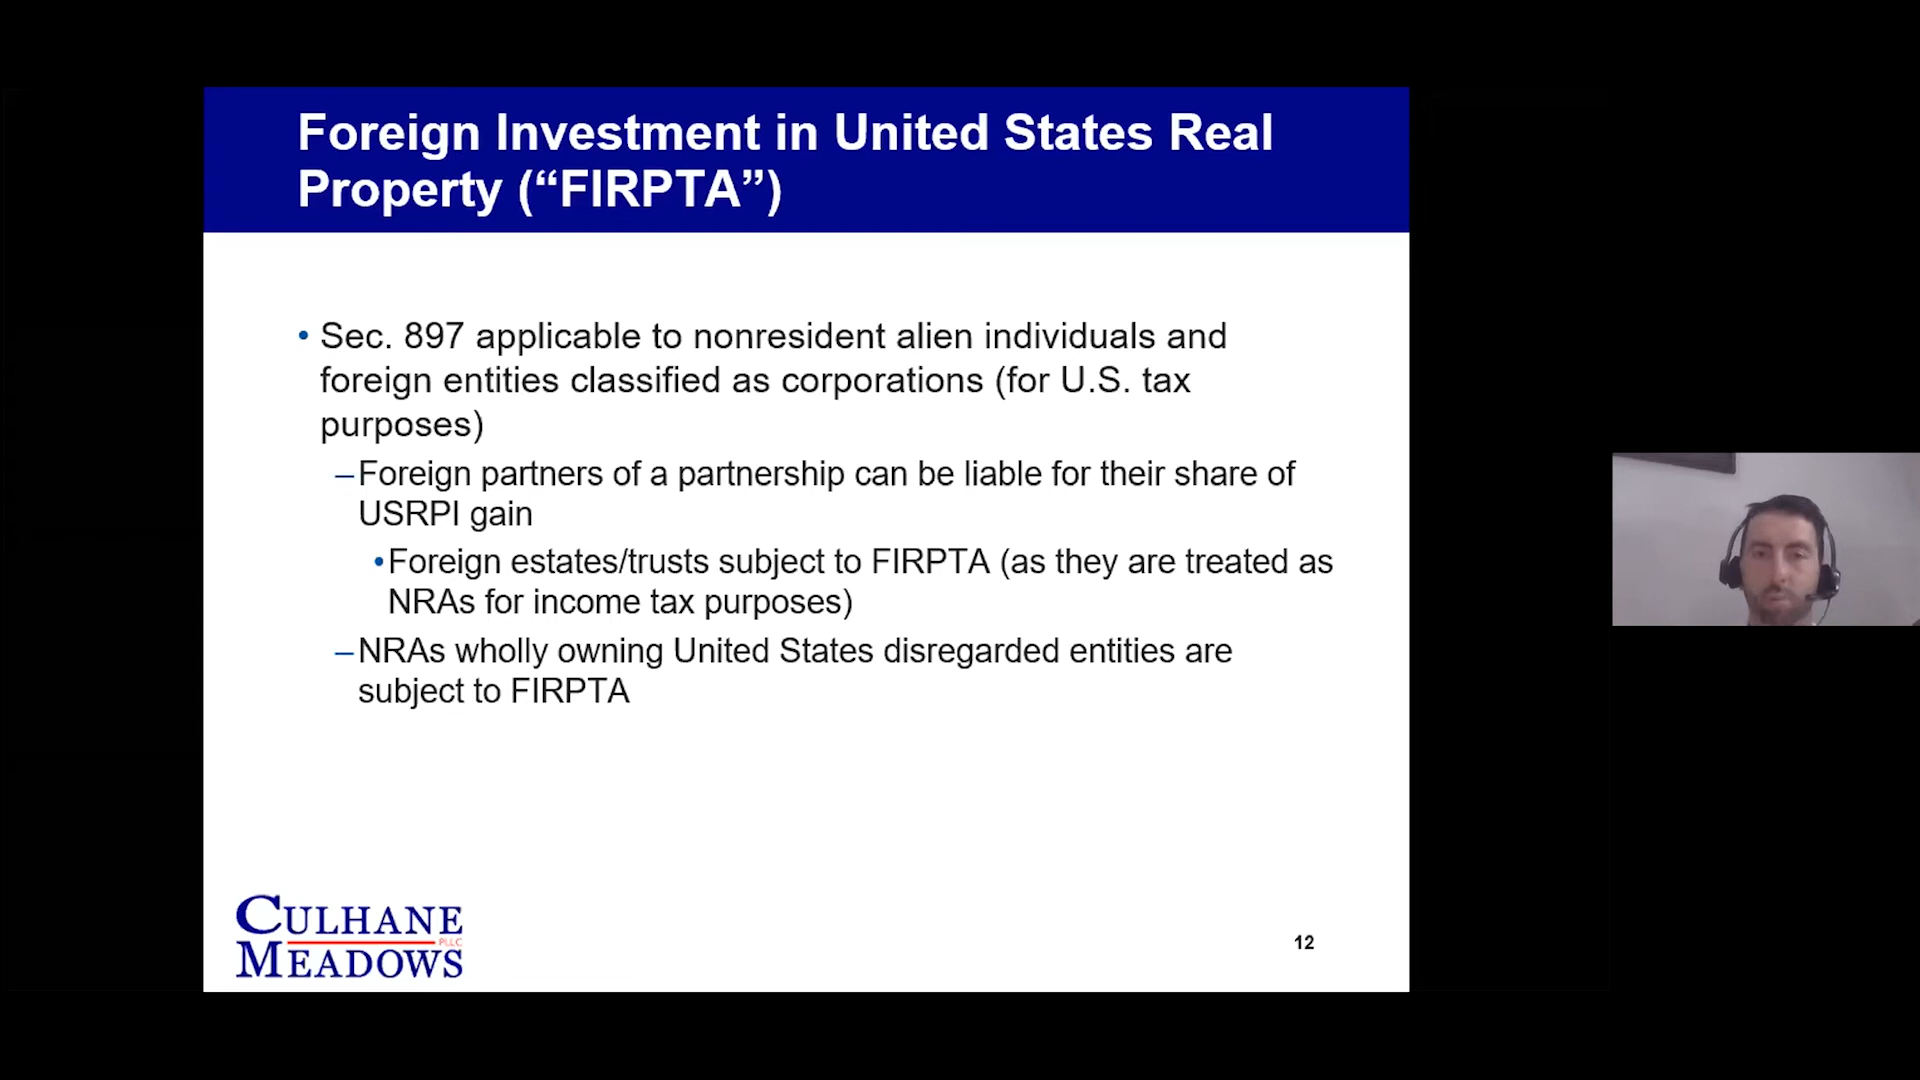 Foreign Investment in United States Real
Property (“FIRPTA”)
• Sec. 897 applicable to nonresident alien individuals and
foreign entities classified as corporations (for U.S. tax
purposes)
–Foreign partners of a partnership can be liable for their share of
USRPI gain
•Foreign estates/trusts subject to FIRPTA (as they are treated as
NRAs for income tax purposes)
–NRAs wholly owning United States disregarded entities are
subject to FIRPTA
CULHANE
PLLC
MEADOWS
12